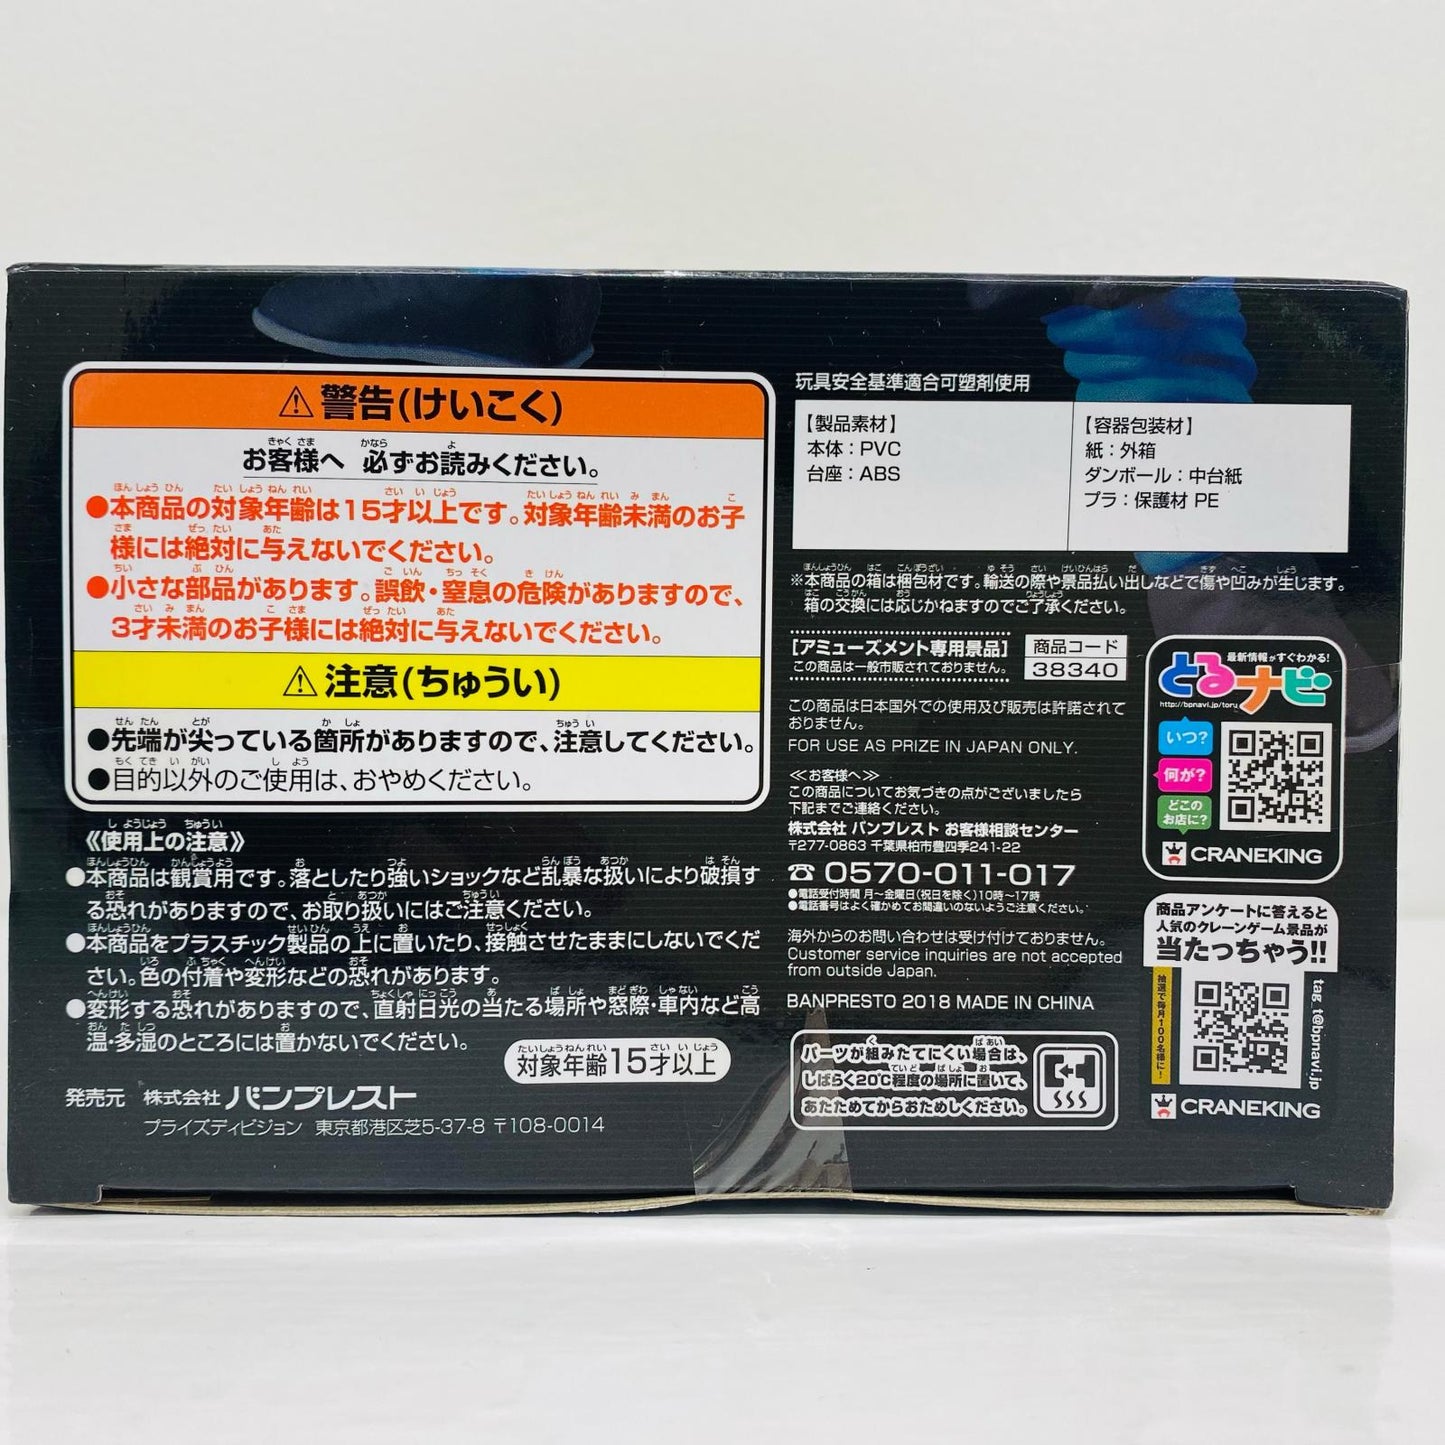 ⚠警告(けいこく)
お客様へ 必ずお読みください。
●本商品の対象年齢は15才以上です。対象年齢未満のお子
様には絶対に与えないでください。
●小さな部品があります。誤飲・窒息の危険がありますので、
3才未満のお子様には絶対に与えないでください。
⚠注意(ちゅうい)
●先端が尖っている箇所がありますので、注意してください。
●目的以外のご使用は、おやめください。
《使用上の注意》
●本商品は観賞用です。落としたり強いショックなど乱暴な扱いにより破損す
る恐れがありますので、お取り扱いにはご注意ください。
●本商品をプラスチック製品の上に置いたり、接触させたままにしないでくだ
さい。色の付着や変形などの恐れがあります。
●変形する恐れがありますので、直射日光の当たる場所や窓際・車内など高
温・多湿のところには置かないでください。
対象年齢15才以上
発売元 株式会社 バンプレスト
プライズディビジョン 東京都港区芝5-37-8 〒108-0014
玩具安全基準適合可塑剤使用
【製品素材】
本体：PVC
台座：ABS
【容器包装材】
紙：外箱
ダンボール：中台紙
プラ：保護材 PE
※本商品の箱は梱包材です。輸送の際や景品払い出しなどで傷や凹みが生じます。
箱の交換には応じかねますのでご了承ください。
[アミューズメント専用景品]
この商品は一般市販されておりません。
商品コード
38340
この商品は日本国外での使用及び販売は許諾されて
おりません。
FOR USE AS PRIZE IN JAPAN ONLY.
≪お客様へ≫
この商品についてお気づきの点がございましたら
下記までご連絡ください。
株式会社 バンプレスト お客様相談センター
〒277-0863 千葉県柏市豊四季241-22
☎0570-011-017
●電話受付時間 月～金曜日(祝日を除く)10時～17時
●電話番号はよく確かめてお間違いのないようご注意ください。
海外からのお問い合わせは受け付けておりません。
Customer service inquiries are not accepted
from outside Japan.
BANPRESTO 2018 MADE IN CHINA
パーツが組みたてにくい場合は、
しばらく20℃程度の場所に置いて、
あたためてからおためしください。
最新情報がすぐわかる!
とるナビ
http://bpnavi.jp/toru
いつ?
何が?
どこの
お店に?
CRANEKING
商品アンケートに答えると
人気のクレーンゲーム景品が
当たっちゃう!!
抽選で毎月100名様に!
tag_t@bpnavi.jp
CRANEKING